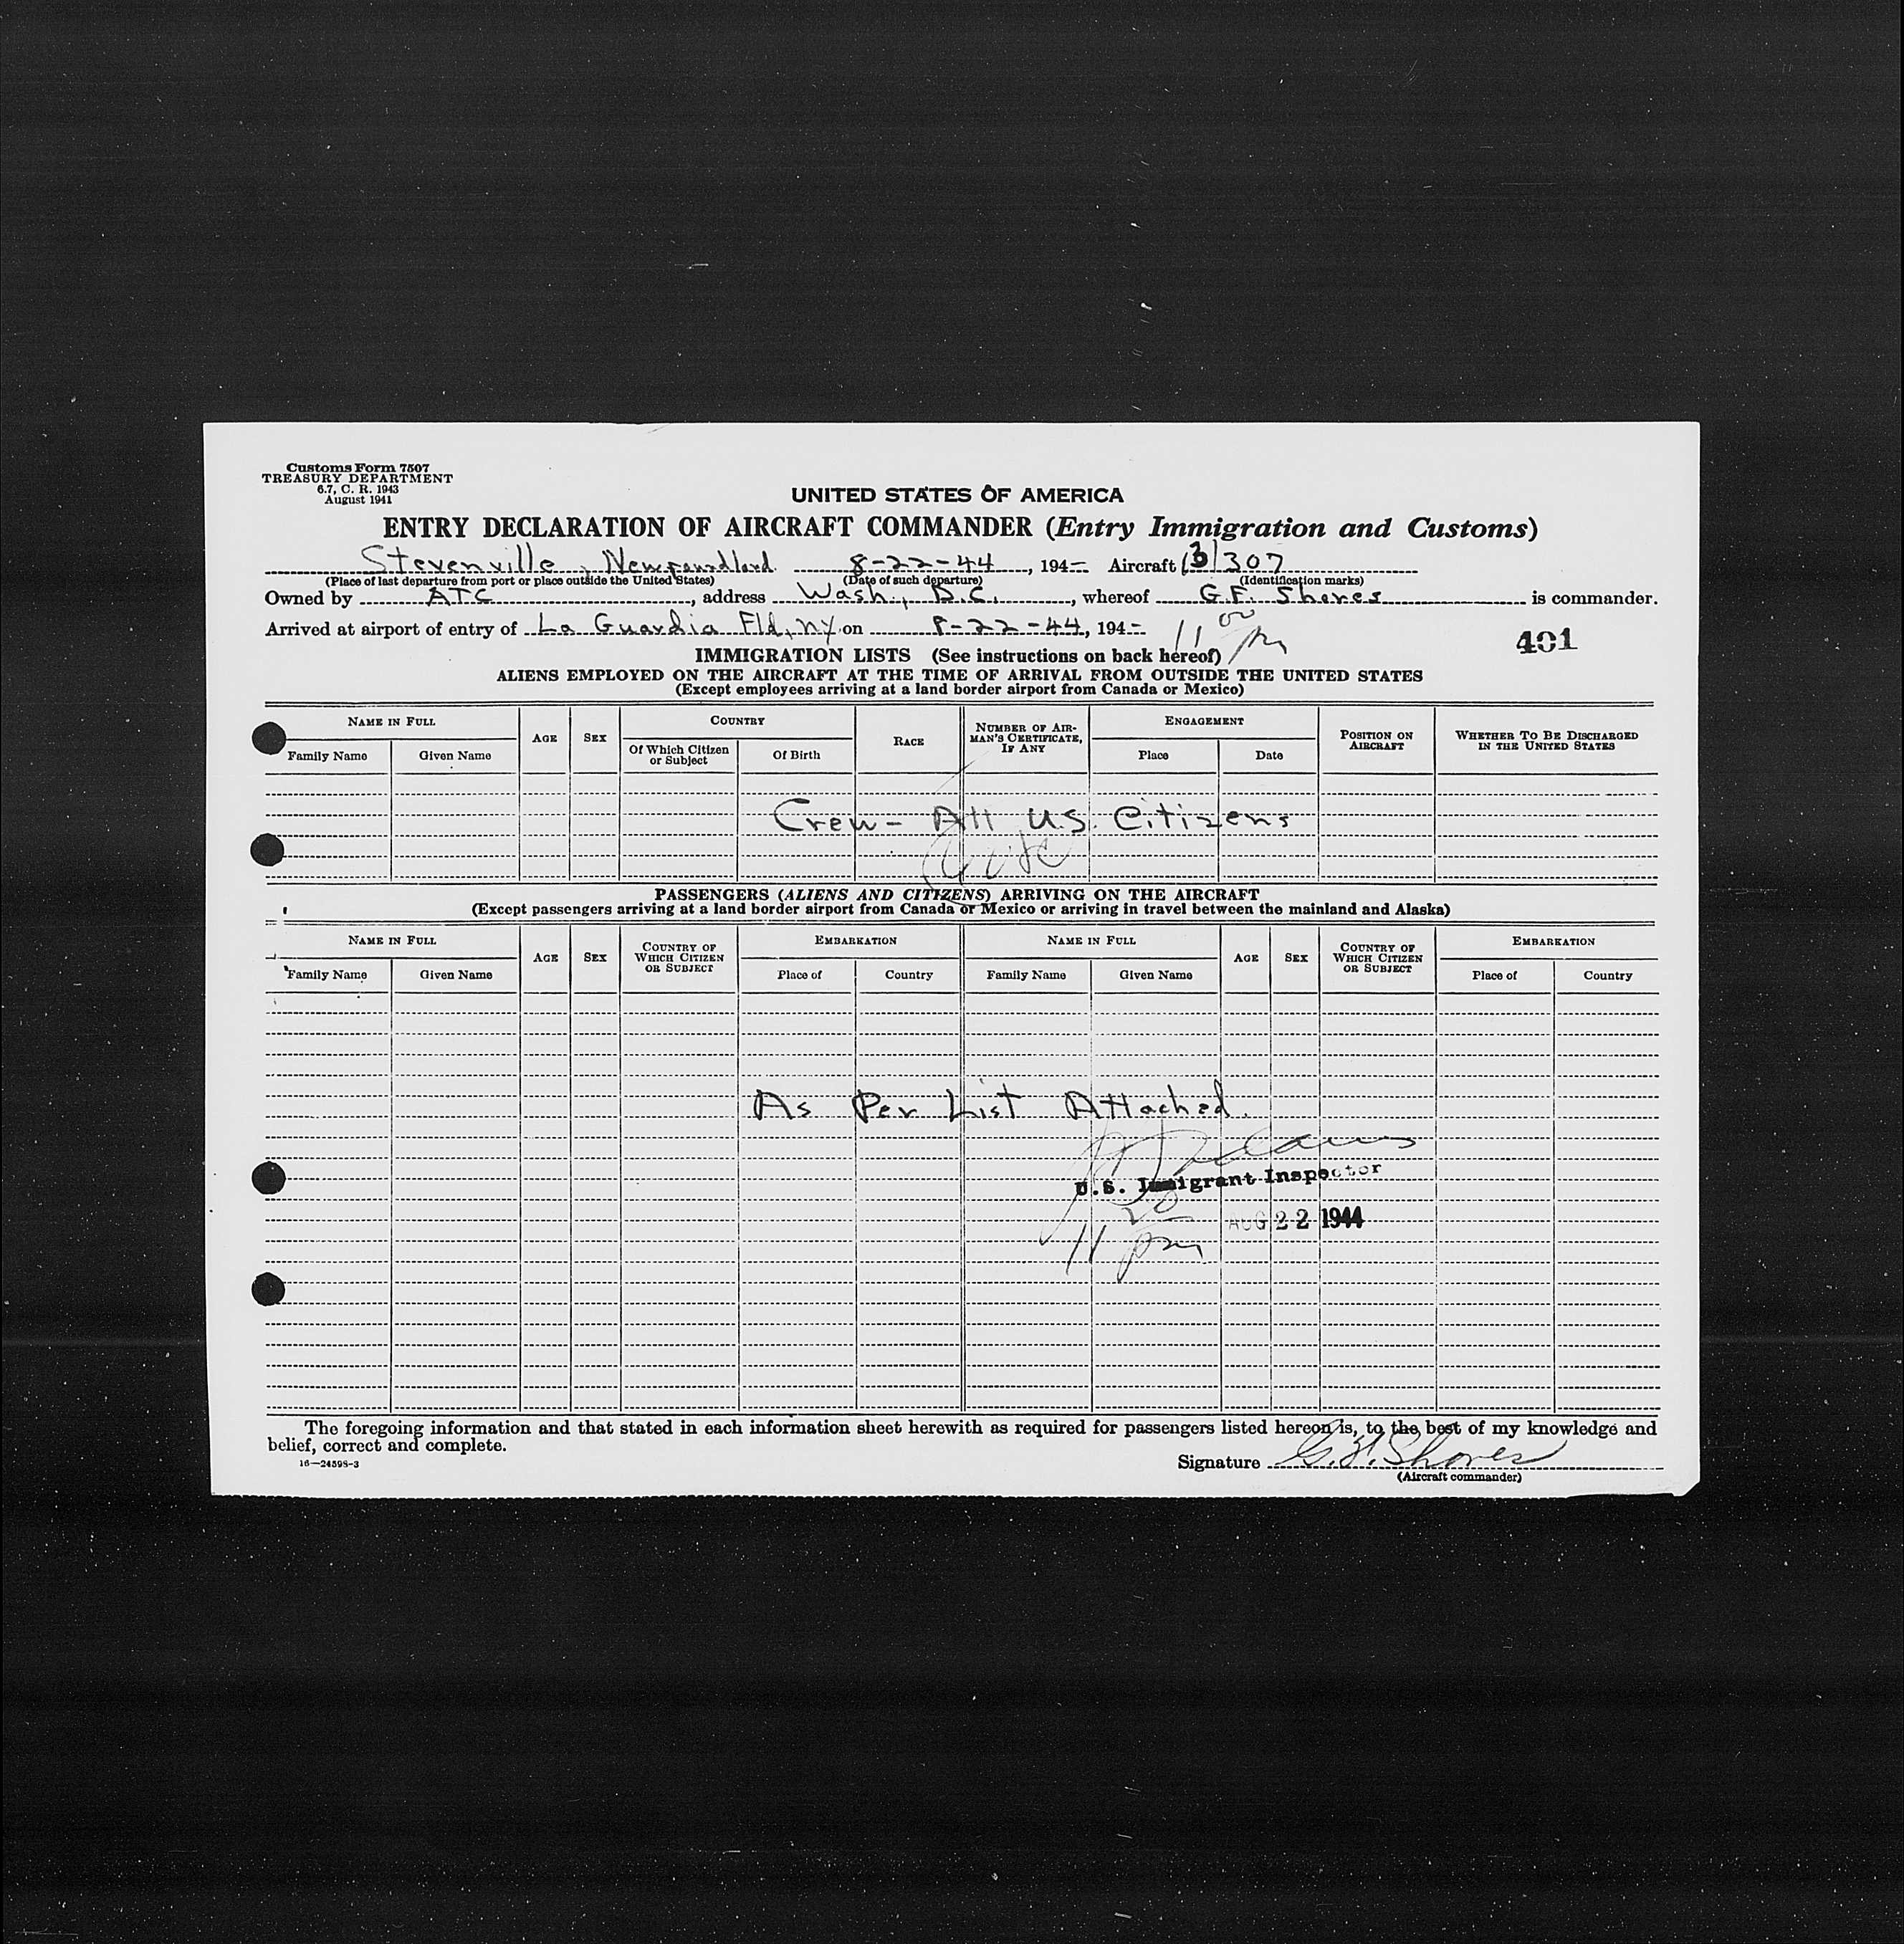 Customs Form 7507
TREASURY DEPARTMENT
6.7, C. R. 1943
August 1941
UNITED STATES OF AMERICA
ENTRY DECLARATION OF AIRCRAFT COMMANDER (Entry Immigration and Customs)
Stevenville, Newfoundland 8-22-44, 194– Aircraft 307
(Place of last departure from port or place outside the United States) (Date of such departure) (Identification marks)
Owned by ATC, address Wash., D.C., whereof G.F. Shores is commander.
Arrived at airport of entry of La Guardia Fld, NY on 8-22-44, 194– 11 00 PM
401
IMMIGRATION LISTS (See instructions on back hereof)
ALIENS EMPLOYED ON THE AIRCRAFT AT THE TIME OF ARRIVAL FROM OUTSIDE THE UNITED STATES
(Except employees arriving at a land border airport from Canada or Mexico)
NAME IN FULL AGE SEX COUNTRY RACE NUMBER OF AIRMAN'S CERTIFICATE, IF ANY ENGAGEMENT POSITION ON AIRCRAFT WHETHER TO BE DISCHARGED IN THE UNITED STATES
Family Name Given Name Of Which Citizen or Subject Of Birth Place Date
Crew - All U.S. Citizens
PASSENGERS (ALIENS AND CITIZENS) ARRIVING ON THE AIRCRAFT
(Except passengers arriving at a land border airport from Canada or Mexico or arriving in travel between the mainland and Alaska)
NAME IN FULL AGE SEX COUNTRY OF WHICH CITIZEN OR SUBJECT EMBARKATION NAME IN FULL AGE SEX COUNTRY OF WHICH CITIZEN OR SUBJECT EMBARKATION
Family Name Given Name Place of Country Family Name Given Name Place of Country
As Per List Attached.
U.S. Immigrant Inspector
AUG 22 1944
11 20 pm
The foregoing information and that stated in each information sheet herewith as required for passengers listed hereon is, to the best of my knowledge and
belief, correct and complete.
16—24598-3
Signature G. F. Shores
(Aircraft commander)